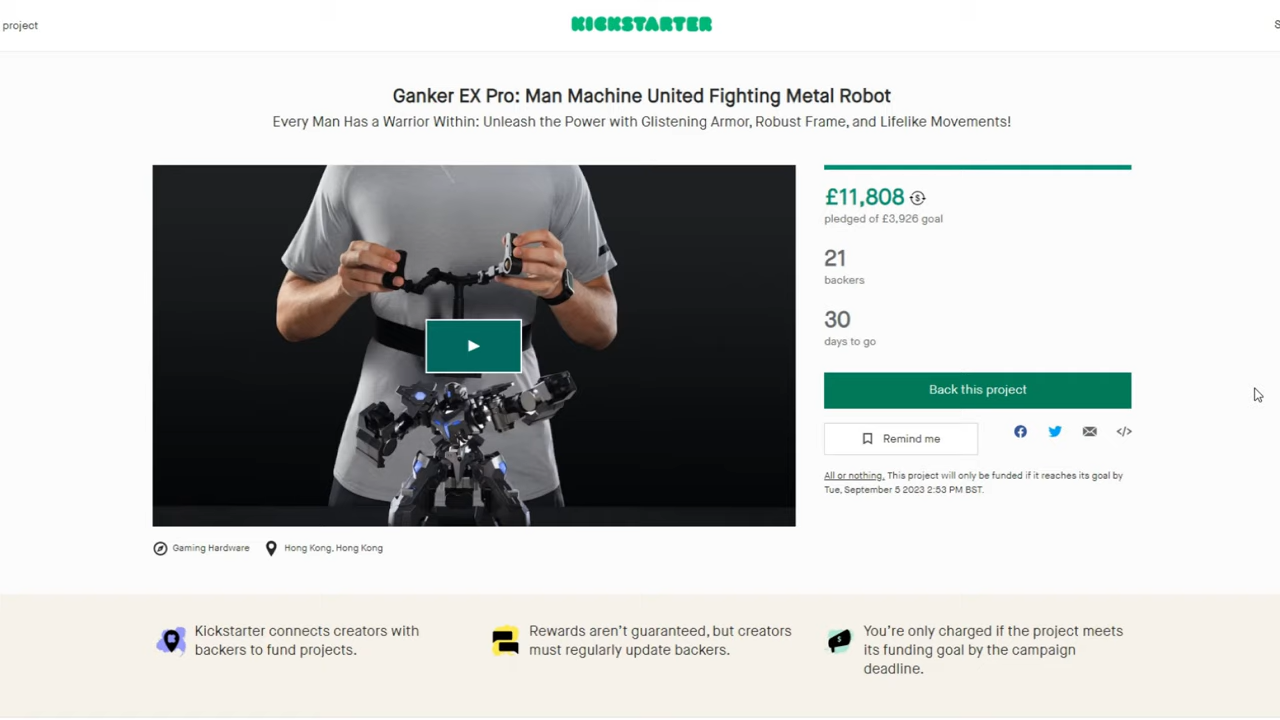 project
KICKSTARTER
S
Ganker EX Pro: Man Machine United Fighting Metal Robot
Every Man Has a Warrior Within: Unleash the Power with Glistening Armor, Robust Frame, and Lifelike Movements!
£11,808
pledged of £3,926 goal
21
backers
30
days to go
Back this project
Remind me
All or nothing. This project will only be funded if it reaches its goal by
Tue, September 5 2023 2:53 PM BST.
Gaming Hardware Hong Kong, Hong Kong
Kickstarter connects creators with
backers to fund projects.
Rewards aren't guaranteed, but creators
must regularly update backers.
You're only charged if the project meets
its funding goal by the campaign
deadline.